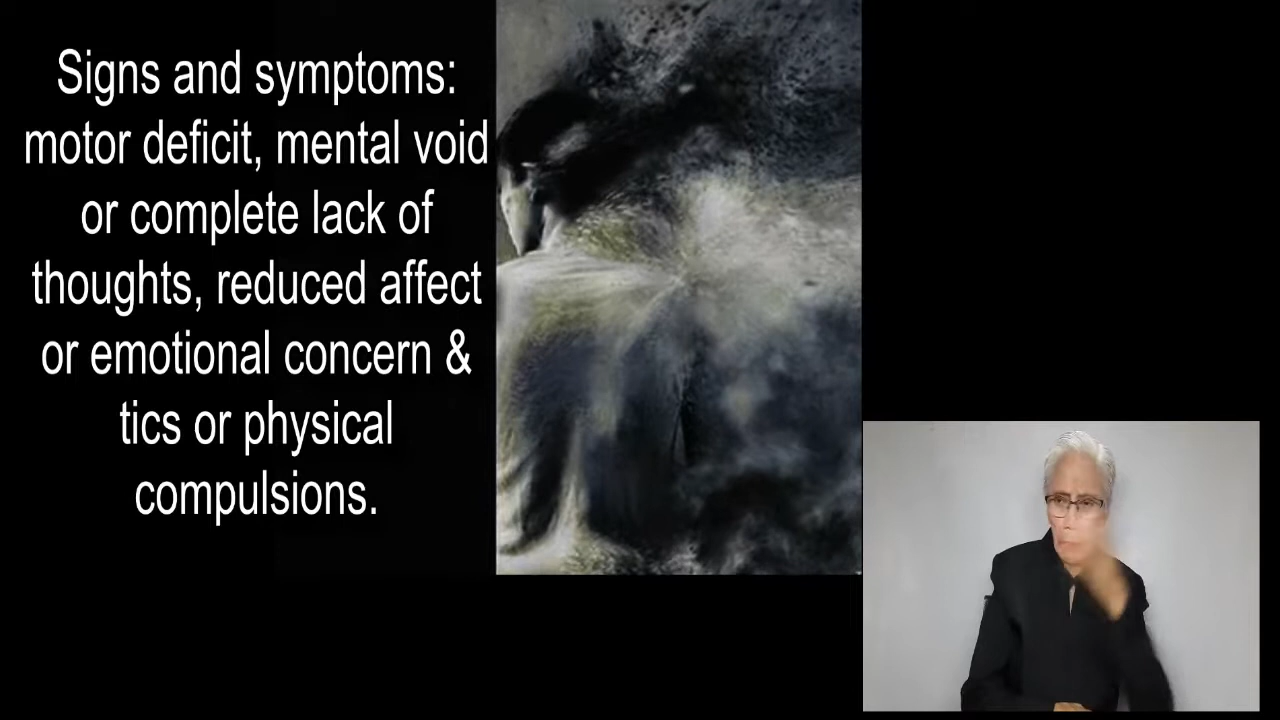 Signs and symptoms:
motor deficit, mental void
or complete lack of
thoughts, reduced affect
or emotional concern &
tics or physical
compulsions.